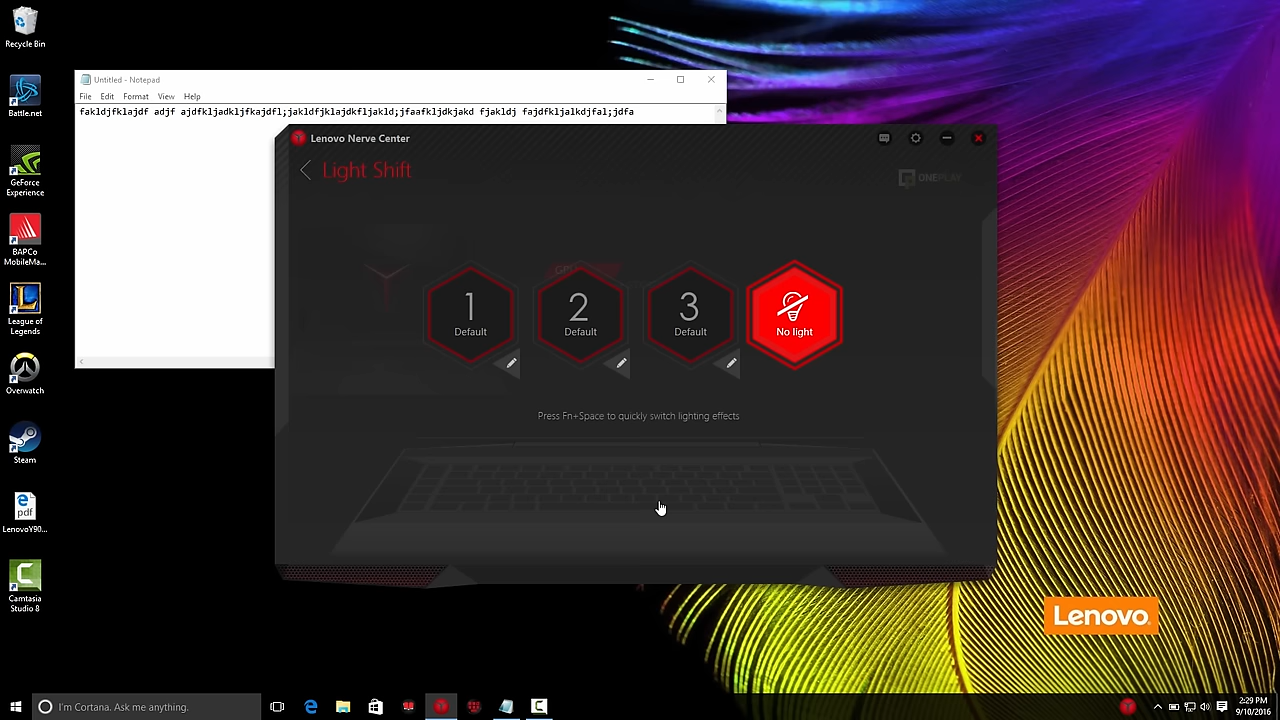 Recycle Bin
Battle.net
GeForce
Experience
BAPCo
MobileMa...
League of
Legends
Overwatch
Steam
pdf
LenovoY90...
Camtasia
Studio 8
Untitled - Notepad
File Edit Format View Help
fakldjfklajdf adjf ajdfkljadkljfkajdfl;jakldfjklajdkfljakld;jfaafkljdkjakd fjakldj fajdfkljalkdjfal;jdfa
Lenovo Nerve Center
Light Shift
ONEPLAY
1
Default
2
Default
3
Default
No light
Press Fn+Space to quickly switch lighting effects
Lenovo.
I'm Cortana. Ask me anything.
2:29 PM
9/10/2016